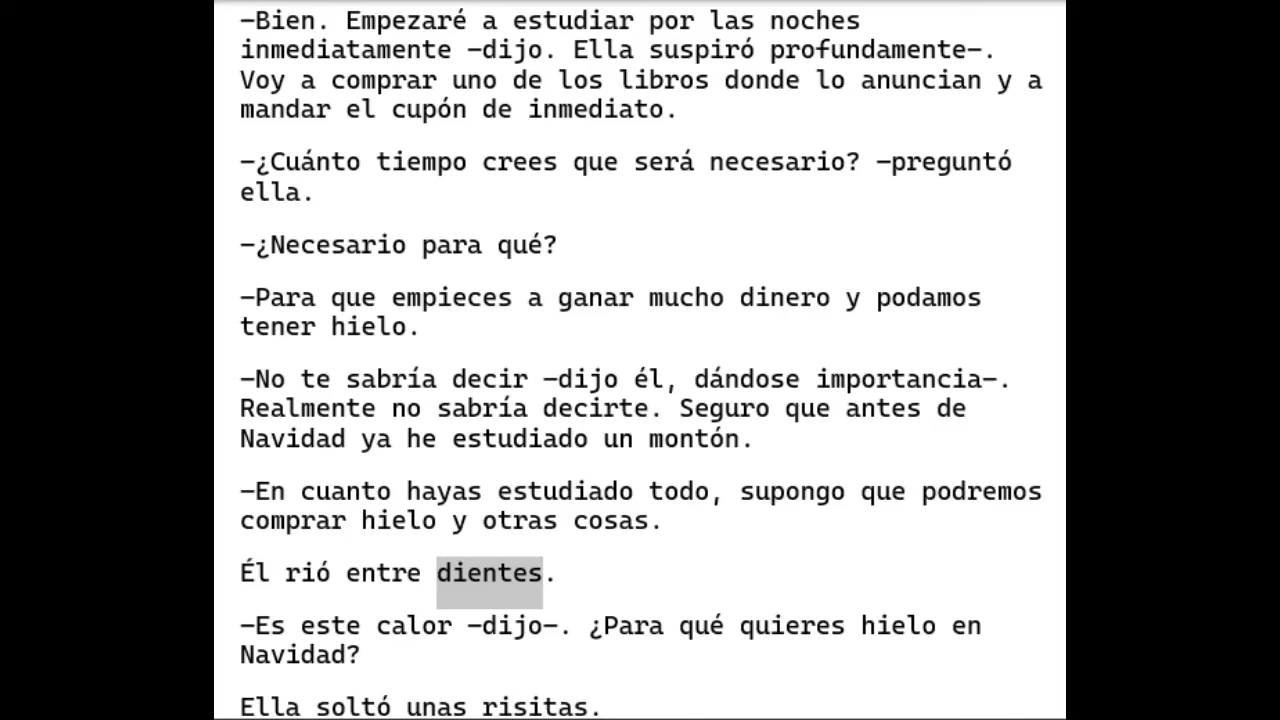 —Bien. Empezaré a estudiar por las noches
inmediatamente —dijo. Ella suspiró profundamente—.
Voy a comprar uno de los libros donde lo anuncian y a
mandar el cupón de inmediato.
—¿Cuánto tiempo crees que será necesario? —preguntó
ella.
—¿Necesario para qué?
—Para que empieces a ganar mucho dinero y podamos
tener hielo.
—No te sabría decir —dijo él, dándose importancia—.
Realmente no sabría decirte. Seguro que antes de
Navidad ya he estudiado un montón.
—En cuanto hayas estudiado todo, supongo que podremos
comprar hielo y otras cosas.
Él rió entre dientes.
—Es este calor —dijo—. ¿Para qué quieres hielo en
Navidad?
Ella soltó unas risitas.